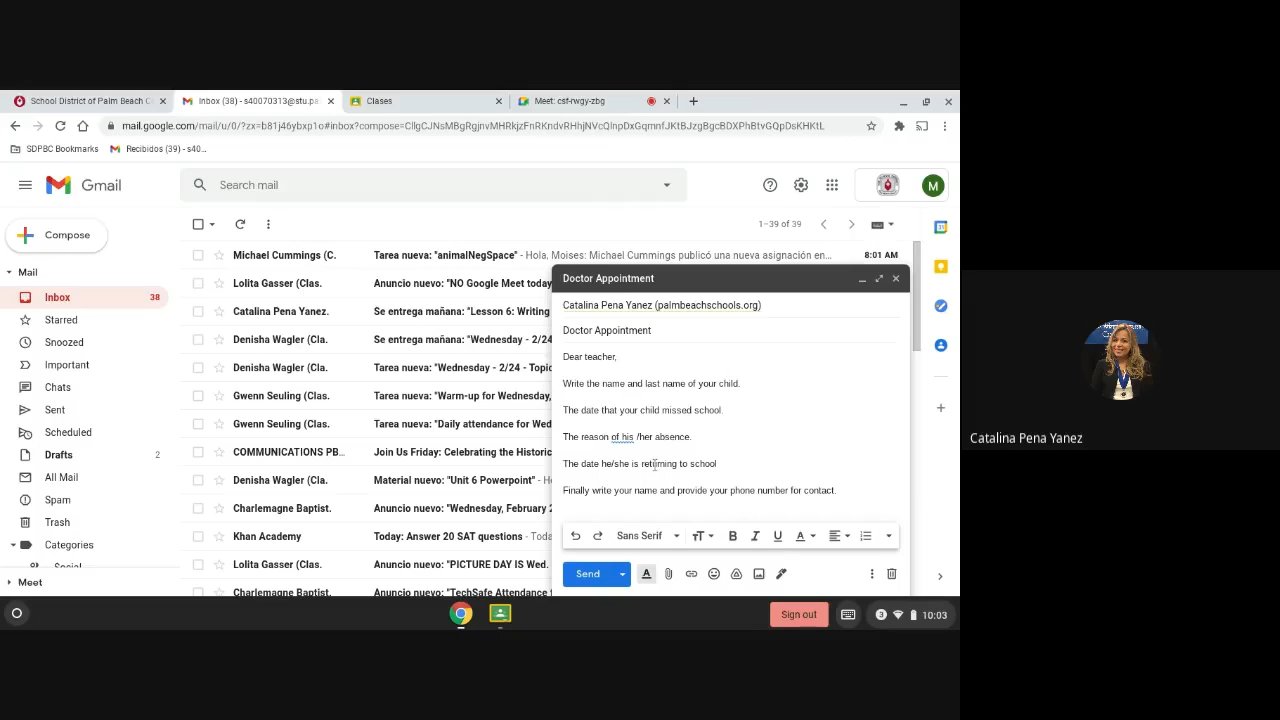 School District of Palm Beach C
Inbox (38) - s40070313@stu.pa
Clases
Meet: csf-rwgy-zbg
mail.google.com/mail/u/0/?zx=b81j46ybxp1o#inbox?compose=CllgCJNsMBgRgjnvMHRkjzFnRKndvRHhjNVcQlnpDxGqmnfJKtBJzgBgcBDXPhBtvGQpDsKHKtL
SDPBC Bookmarks
Recibidos (39) - s40...
Gmail
Search mail
M
Compose
1–39 of 39
Mail
Inbox 38
Starred
Snoozed
Important
Chats
Sent
Scheduled
Drafts 2
All Mail
Spam
Trash
Categories
Social
Meet
Michael Cummings (C. Tarea nueva: "animalNegSpace" - Hola, Moises: Michael Cummings publicó una nueva asignación en... 8:01 AM
Lolita Gasser (Clas. Anuncio nuevo: "NO Google Meet today
Catalina Pena Yanez. Se entrega mañana: "Lesson 6: Writing
Denisha Wagler (Cla. Se entrega mañana: "Wednesday - 2/24
Denisha Wagler (Cla. Tarea nueva: "Wednesday - 2/24 - Topic
Gwenn Seuling (Clas. Tarea nueva: "Warm-up for Wednesday,
Gwenn Seuling (Clas. Tarea nueva: "Daily attendance for Wed
COMMUNICATIONS PB... Join Us Friday: Celebrating the Historic
Denisha Wagler (Cla. Material nuevo: "Unit 6 Powerpoint" - Ho
Charlemagne Baptist. Anuncio nuevo: "Wednesday, February 2
Khan Academy Today: Answer 20 SAT questions - Toda
Lolita Gasser (Clas. Anuncio nuevo: "PICTURE DAY IS Wed.
Charlemagne Baptist. Anuncio nuevo: "TechSafe Attendance f
Doctor Appointment
Catalina Pena Yanez (palmbeachschools.org)
Doctor Appointment
Dear teacher,
Write the name and last name of your child.
The date that your child missed school.
The reason of his /her absence.
The date he/she is returning to school
Finally write your name and provide your phone number for contact.
Sans Serif
Send
Sign out
3
10:03
Catalina Pena Yanez